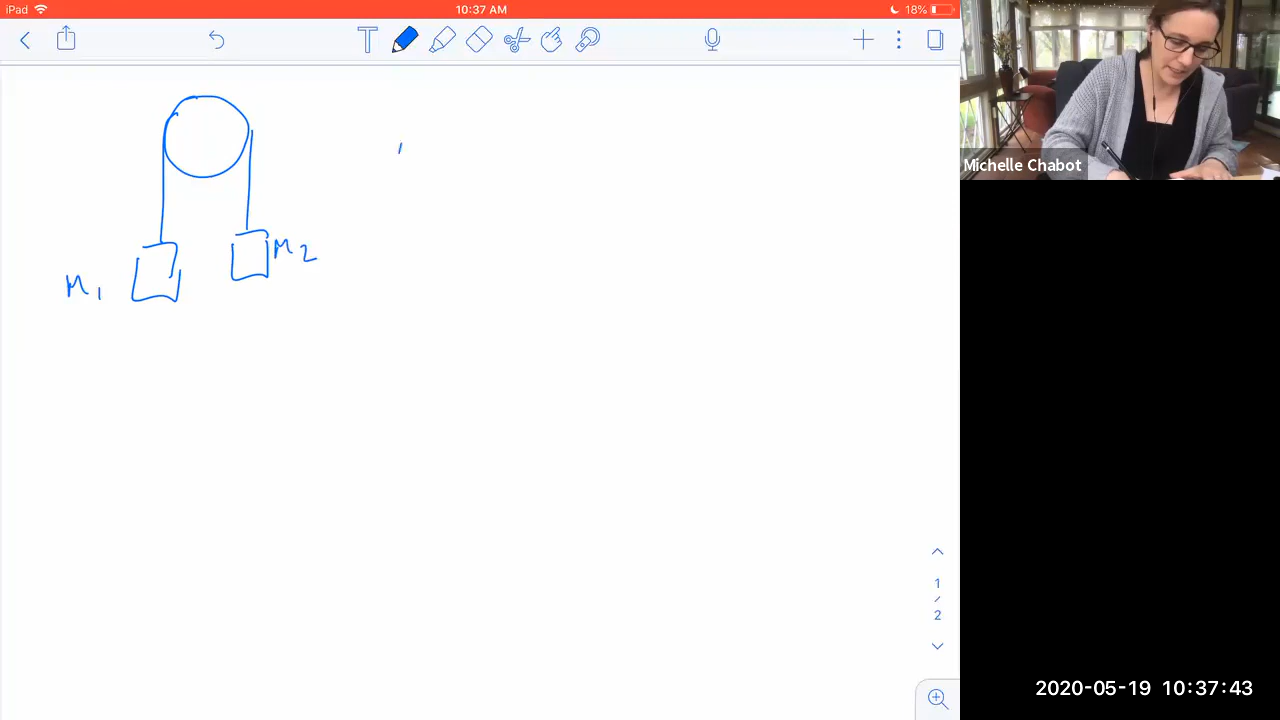 iPad 10:37 AM 18%
T
M1
M2
Michelle Chabot
1
/
2
2020-05-19 10:37:43